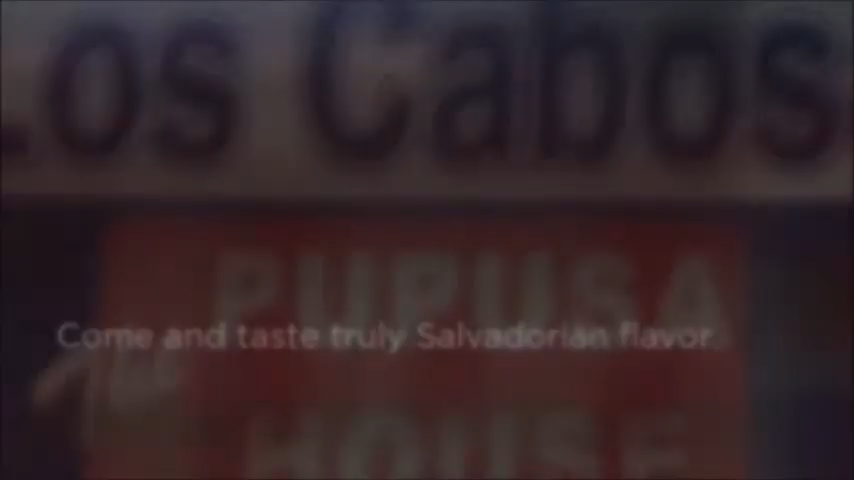 Los Cabos
PUPUSA
Come and taste truly Salvadorian flavor
HOUSE